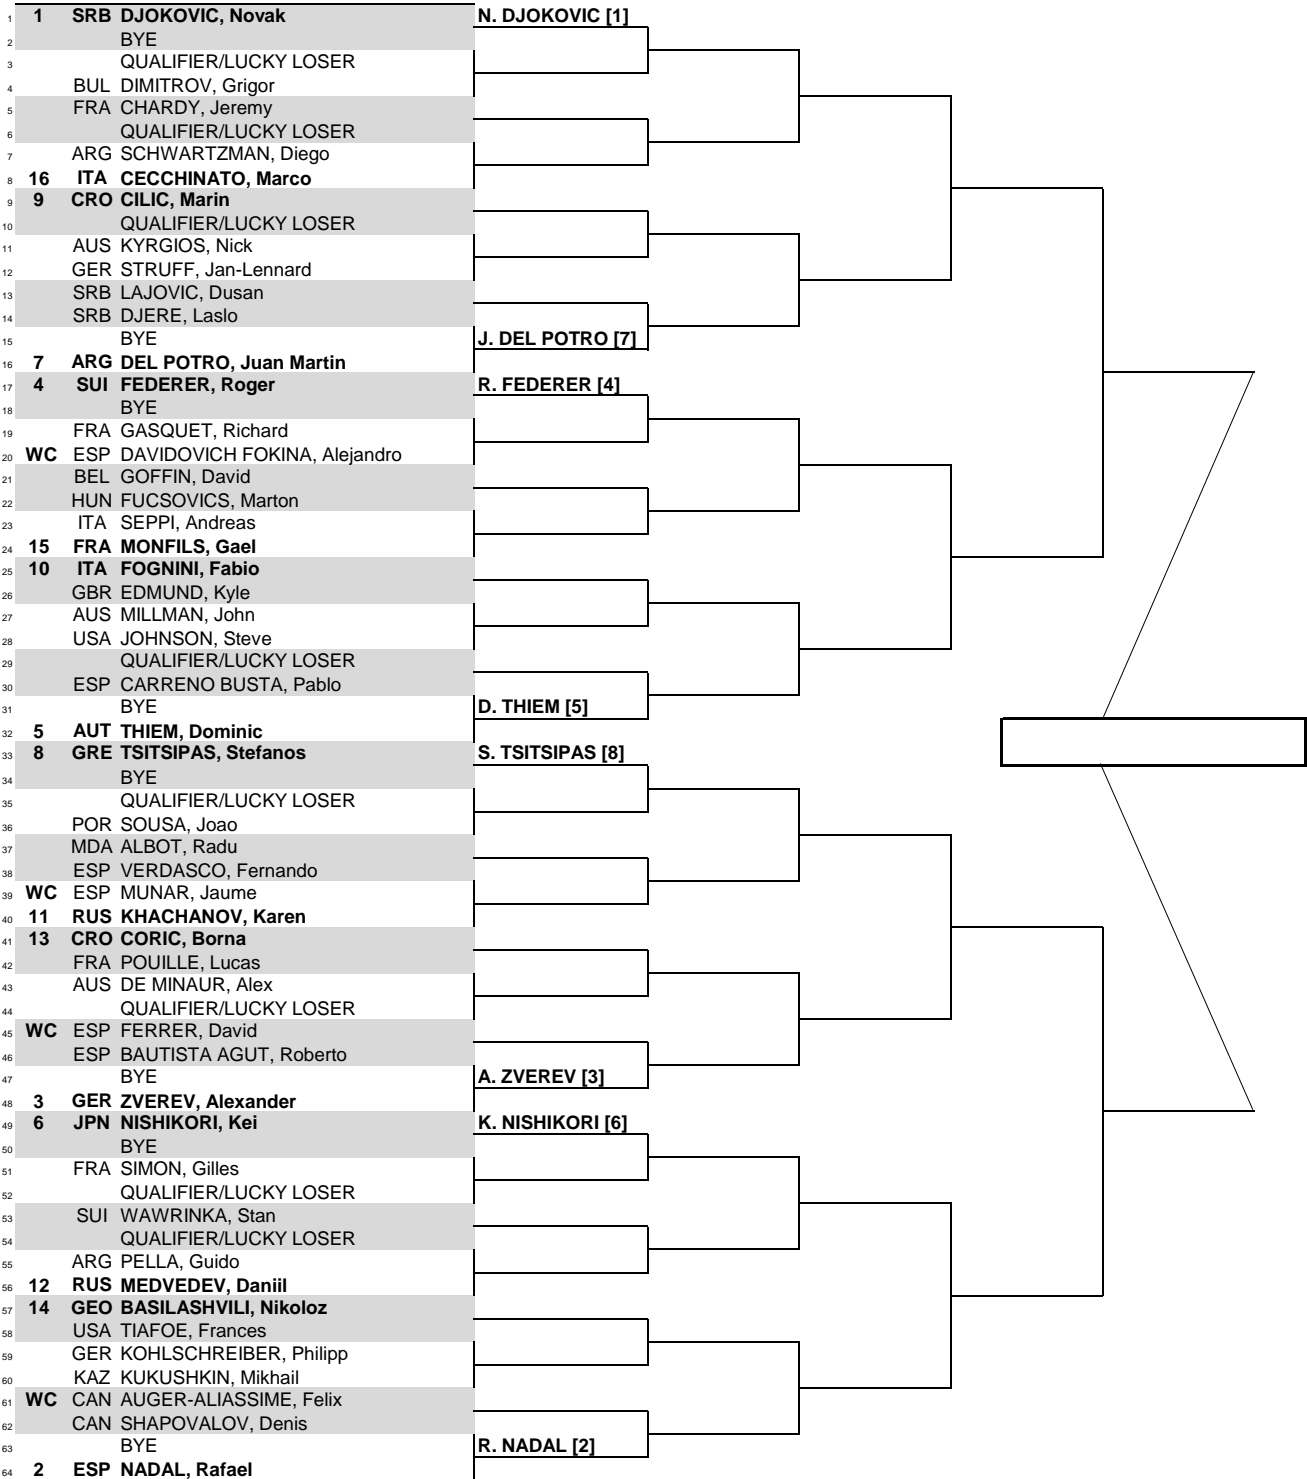 1 1 SRB DJOKOVIC, Novak N. DJOKOVIC [1]
2 BYE
3 QUALIFIER/LUCKY LOSER
4 BUL DIMITROV, Grigor
5 FRA CHARDY, Jeremy
6 QUALIFIER/LUCKY LOSER
7 ARG SCHWARTZMAN, Diego
8 16 ITA CECCHINATO, Marco
9 9 CRO CILIC, Marin
10 QUALIFIER/LUCKY LOSER
11 AUS KYRGIOS, Nick
12 GER STRUFF, Jan-Lennard
13 SRB LAJOVIC, Dusan
14 SRB DJERE, Laslo
15 BYE J. DEL POTRO [7]
16 7 ARG DEL POTRO, Juan Martin
17 4 SUI FEDERER, Roger R. FEDERER [4]
18 BYE
19 FRA GASQUET, Richard
20 WC ESP DAVIDOVICH FOKINA, Alejandro
21 BEL GOFFIN, David
22 HUN FUCSOVICS, Marton
23 ITA SEPPI, Andreas
24 15 FRA MONFILS, Gael
25 10 ITA FOGNINI, Fabio
26 GBR EDMUND, Kyle
27 AUS MILLMAN, John
28 USA JOHNSON, Steve
29 QUALIFIER/LUCKY LOSER
30 ESP CARRENO BUSTA, Pablo
31 BYE D. THIEM [5]
32 5 AUT THIEM, Dominic
33 8 GRE TSITSIPAS, Stefanos S. TSITSIPAS [8]
34 BYE
35 QUALIFIER/LUCKY LOSER
36 POR SOUSA, Joao
37 MDA ALBOT, Radu
38 ESP VERDASCO, Fernando
39 WC ESP MUNAR, Jaume
40 11 RUS KHACHANOV, Karen
41 13 CRO CORIC, Borna
42 FRA POUILLE, Lucas
43 AUS DE MINAUR, Alex
44 QUALIFIER/LUCKY LOSER
45 WC ESP FERRER, David
46 ESP BAUTISTA AGUT, Roberto
47 BYE A. ZVEREV [3]
48 3 GER ZVEREV, Alexander
49 6 JPN NISHIKORI, Kei K. NISHIKORI [6]
50 BYE
51 FRA SIMON, Gilles
52 QUALIFIER/LUCKY LOSER
53 SUI WAWRINKA, Stan
54 QUALIFIER/LUCKY LOSER
55 ARG PELLA, Guido
56 12 RUS MEDVEDEV, Daniil
57 14 GEO BASILASHVILI, Nikoloz
58 USA TIAFOE, Frances
59 GER KOHLSCHREIBER, Philipp
60 KAZ KUKUSHKIN, Mikhail
61 WC CAN AUGER-ALIASSIME, Felix
62 CAN SHAPOVALOV, Denis
63 BYE R. NADAL [2]
64 2 ESP NADAL, Rafael